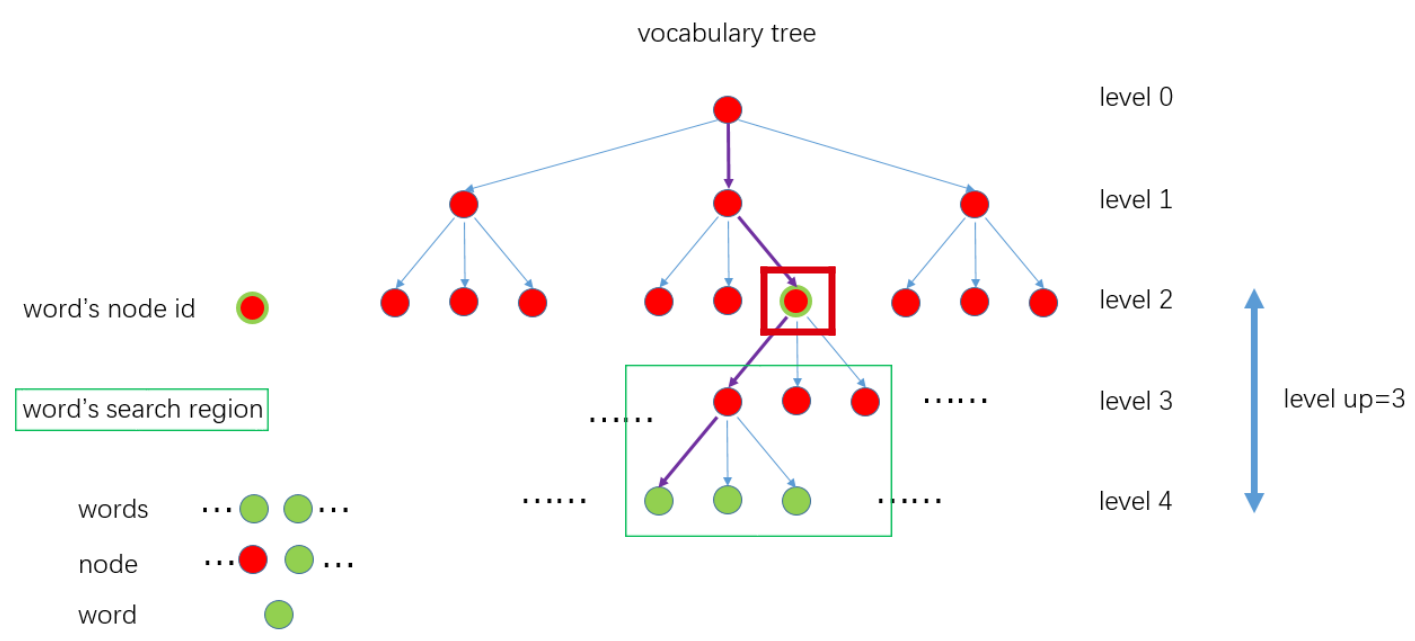 vocabulary tree
level 0
level 1
level 2
word's node id
level 3
level up=3
word's search region
level 4
words
node
word